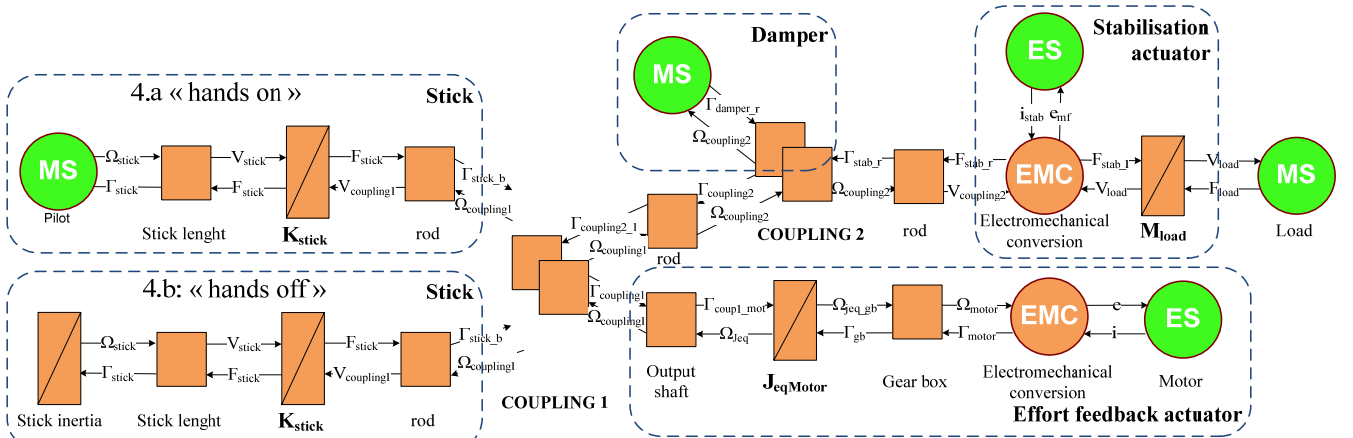 4.a « hands on »
Stick
MS
Pilot
Ωstick
Γstick
Stick lenght
Vstick
Fstick
Kstick
Fstick
Vcoupling1
rod
Γstick_b
Ωcoupling1
4.b: « hands off »
Stick
Stick inertia
Ωstick
Γstick
Stick lenght
Vstick
Fstick
Kstick
Fstick
Vcoupling1
rod
Γstick_b
Ωcoupling1
COUPLING 1
Γcoupling2_1
Ωcoupling1
rod
Γcoupling2
Ωcoupling2
Damper
MS
Γdamper_r
Ωcoupling2
COUPLING 2
Γstab_r
Ωcoupling2
rod
Fstab_r
Vcoupling2
Stabilisation
actuator
ES
istab
emf
EMC
Electromechanical
conversion
Fstab_l
Vload
Mload
Vload
Fload
MS
Load
Γcoupling1
Ωcoupling1
Output
shaft
Γcoup1_mot
ΩJeq
JeqMotor
Ωjeq_gb
Γgb
Gear box
Ωmotor
Γmotor
EMC
Electromechanical
conversion
e
i
ES
Motor
Effort feedback actuator